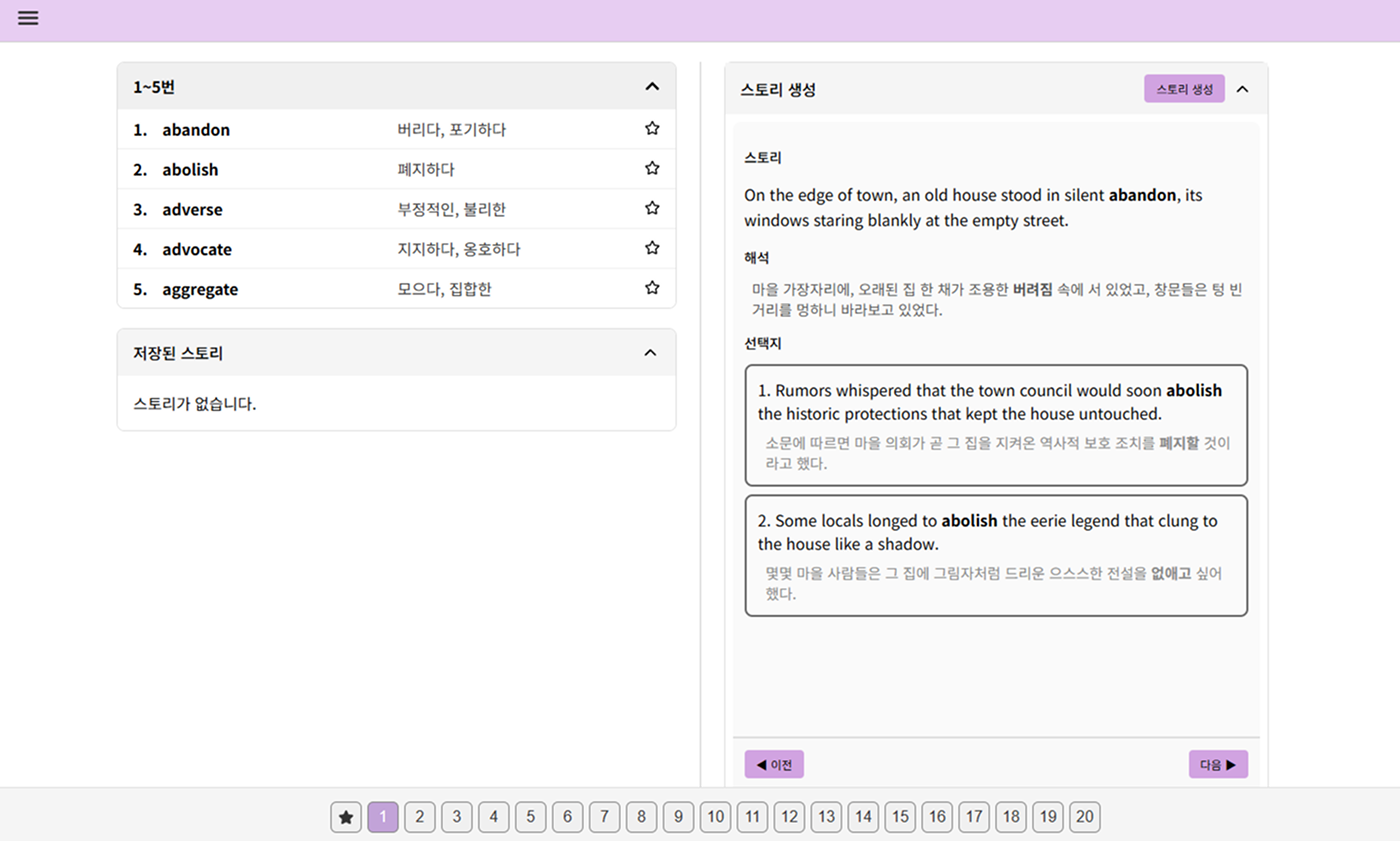 1~5번
1. abandon 버리다, 포기하다
2. abolish 폐지하다
3. adverse 부정적인, 불리한
4. advocate 지지하다, 옹호하다
5. aggregate 모으다, 집합한
저장된 스토리
스토리가 없습니다.
스토리 생성 스토리 생성
스토리
On the edge of town, an old house stood in silent abandon, its
windows staring blankly at the empty street.
해석
마을 가장자리에, 오래된 집 한 채가 조용한 버려짐 속에 서 있었고, 창문들은 텅 빈
거리를 멍하니 바라보고 있었다.
선택지
1. Rumors whispered that the town council would soon abolish
the historic protections that kept the house untouched.
소문에 따르면 마을 의회가 곧 그 집을 지켜온 역사적 보호 조치를 폐지할 것이
라고 했다.
2. Some locals longed to abolish the eerie legend that clung to
the house like a shadow.
몇몇 마을 사람들은 그 집에 그림자처럼 드리운 으스스한 전설을 없애고 싶어
했다.
◀ 이전 다음 ▶
★ 1 2 3 4 5 6 7 8 9 10 11 12 13 14 15 16 17 18 19 20